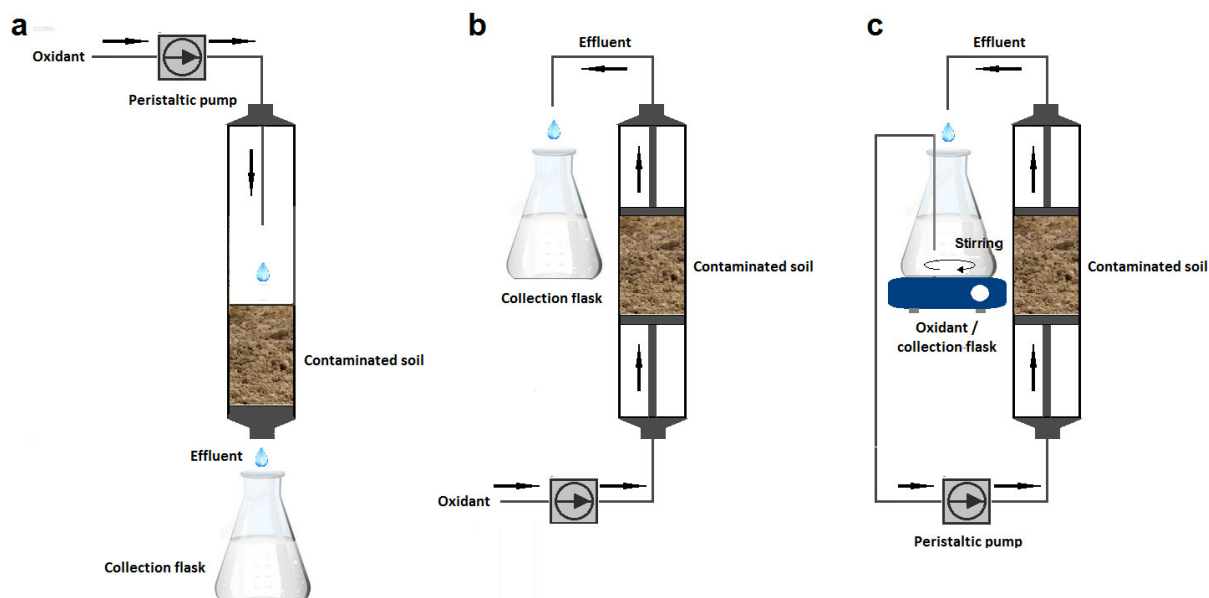 a
Oxidant
Peristaltic pump
Contaminated soil
Effluent
Collection flask
b
Effluent
Contaminated soil
Collection flask
Oxidant
c
Effluent
Stirring
Contaminated soil
Oxidant /
collection flask
Peristaltic pump